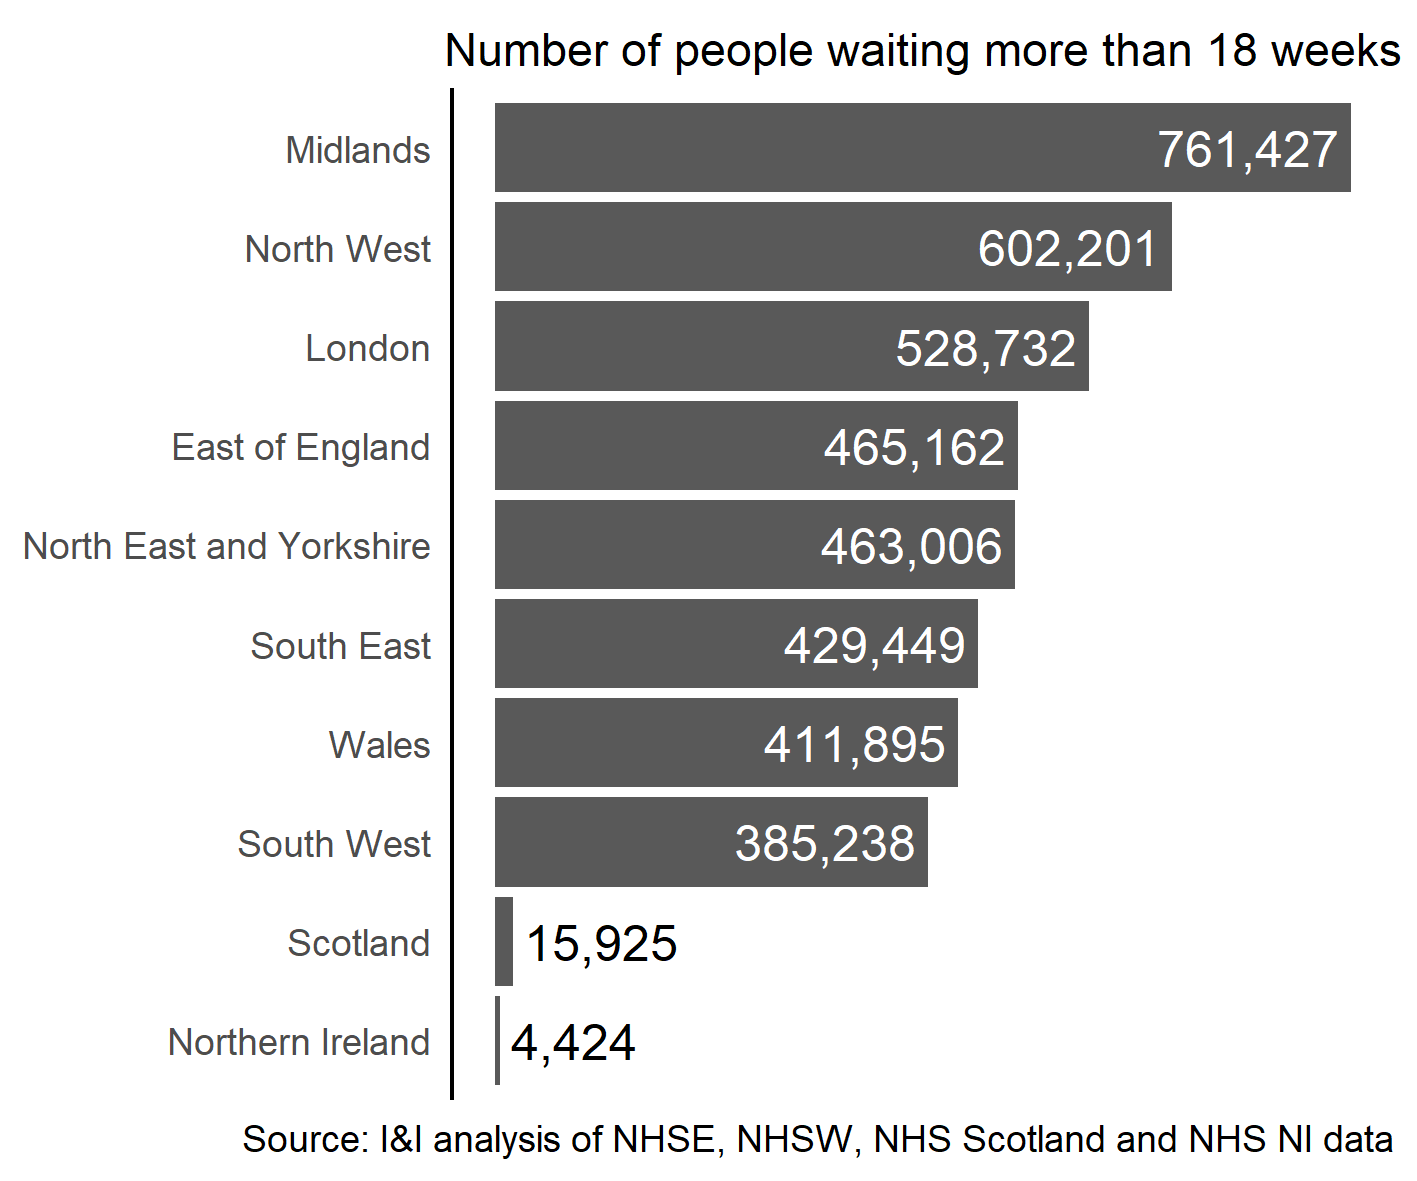 Number of people waiting more than 18 weeks
Midlands 761,427
North West 602,201
London 528,732
East of England 465,162
North East and Yorkshire 463,006
South East 429,449
Wales 411,895
South West 385,238
Scotland 15,925
Northern Ireland 4,424
Source: I&I analysis of NHSE, NHSW, NHS Scotland and NHS NI data